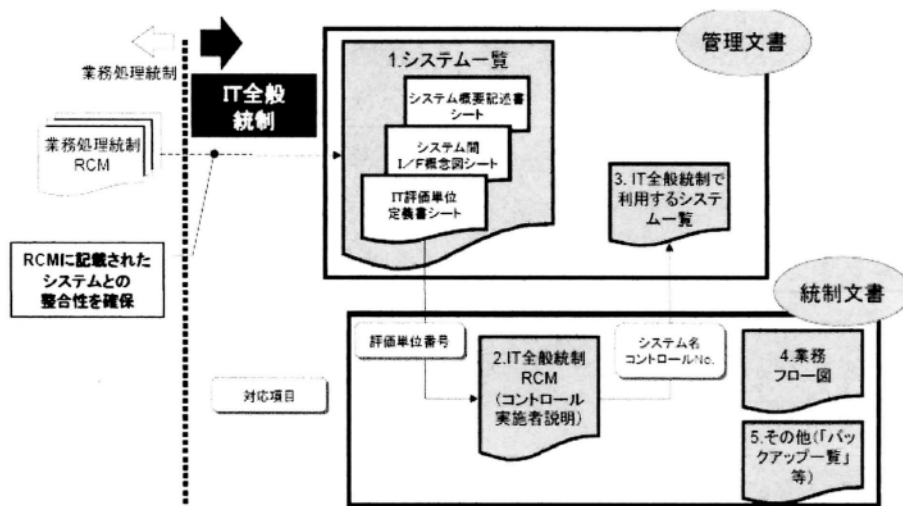 管理文書
業務処理統制
IT全般
統制
1.システム一覧
システム概要記述書
シート
システム間
I/F概念図シート
IT評価単位
定義書シート
業務処理統制
RCM
3. IT全般統制で
利用するシステム
一覧
RCMに記載された
システムとの
整合性を確保
統制文書
評価単位番号
システム名
コントロールNo.
2.IT全般統制
RCM
(コントロール
実施者説明)
4.業務
フロー図
対応項目
5.その他(「バッ
クアップ一覧」
等)